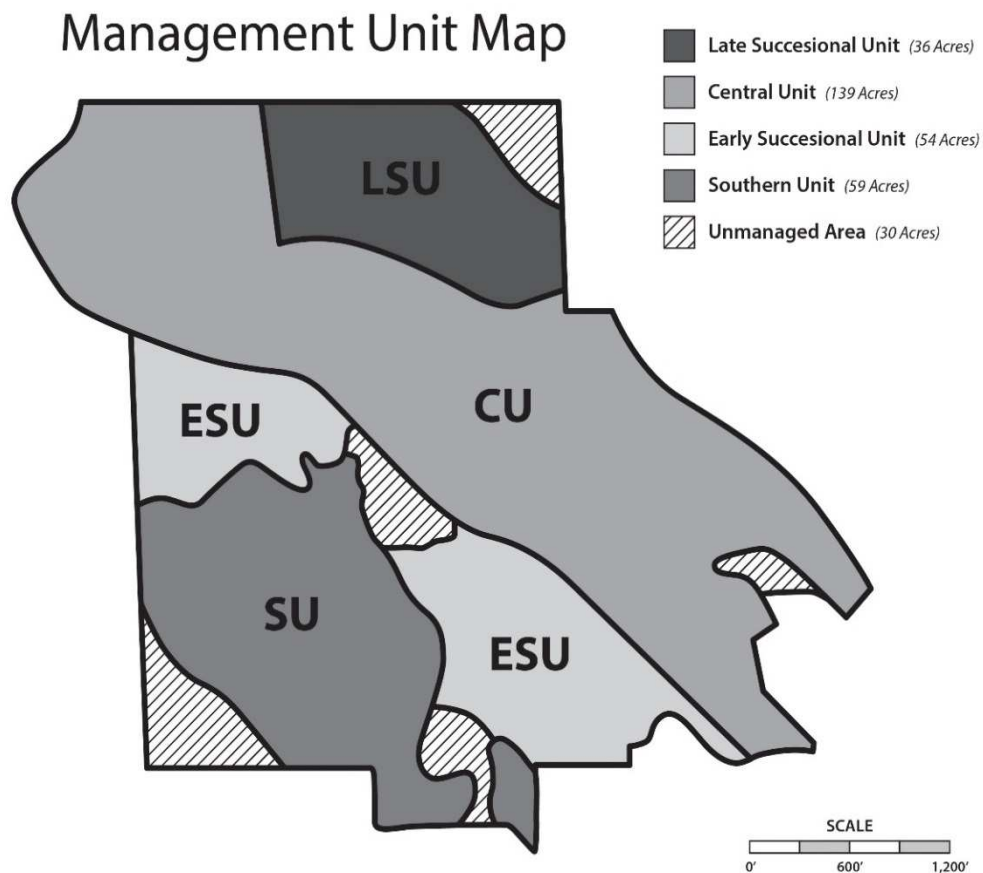 Management Unit Map
Late Succesional Unit (36 Acres)
Central Unit (139 Acres)
Early Succesional Unit (54 Acres)
Southern Unit (59 Acres)
Unmanaged Area (30 Acres)
LSU
CU
ESU
SU
ESU
SCALE
0' 600' 1,200'